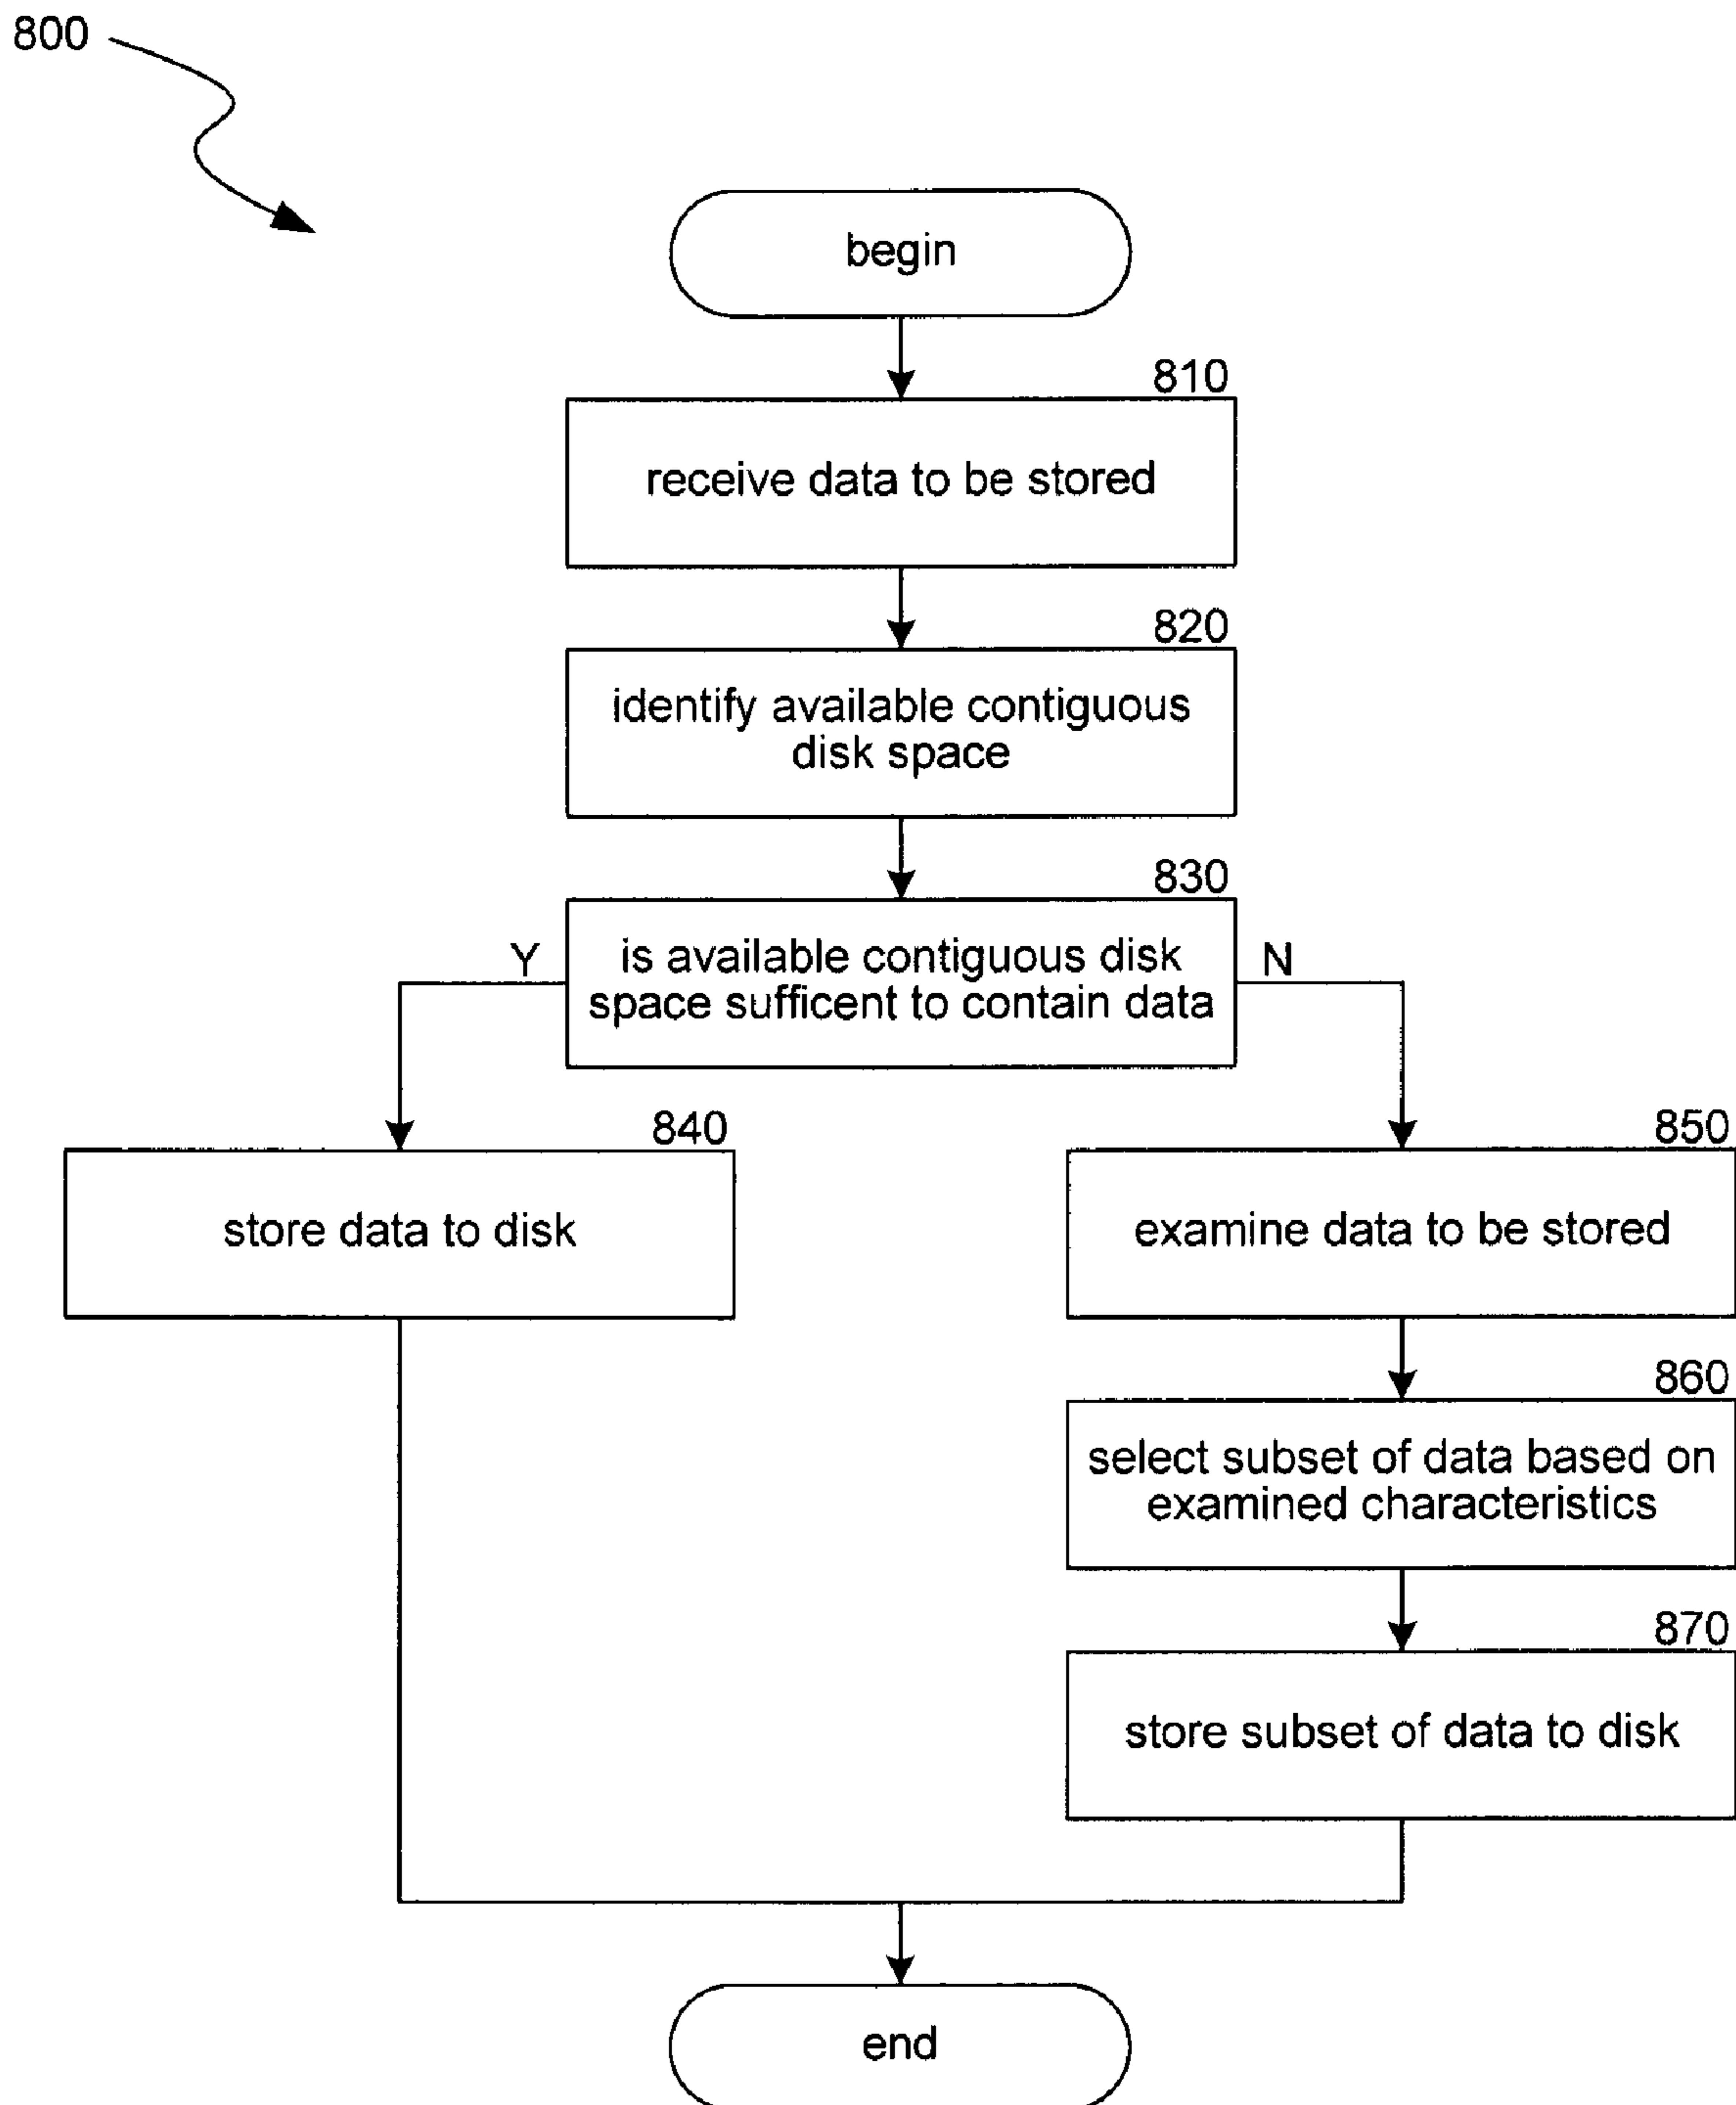 800
begin
810
receive data to be stored
820
identify available contiguous
disk space
830
Y
is available contiguous disk
space sufficent to contain data
N
840
store data to disk
850
examine data to be stored
860
select subset of data based on
examined characteristics
870
store subset of data to disk
end